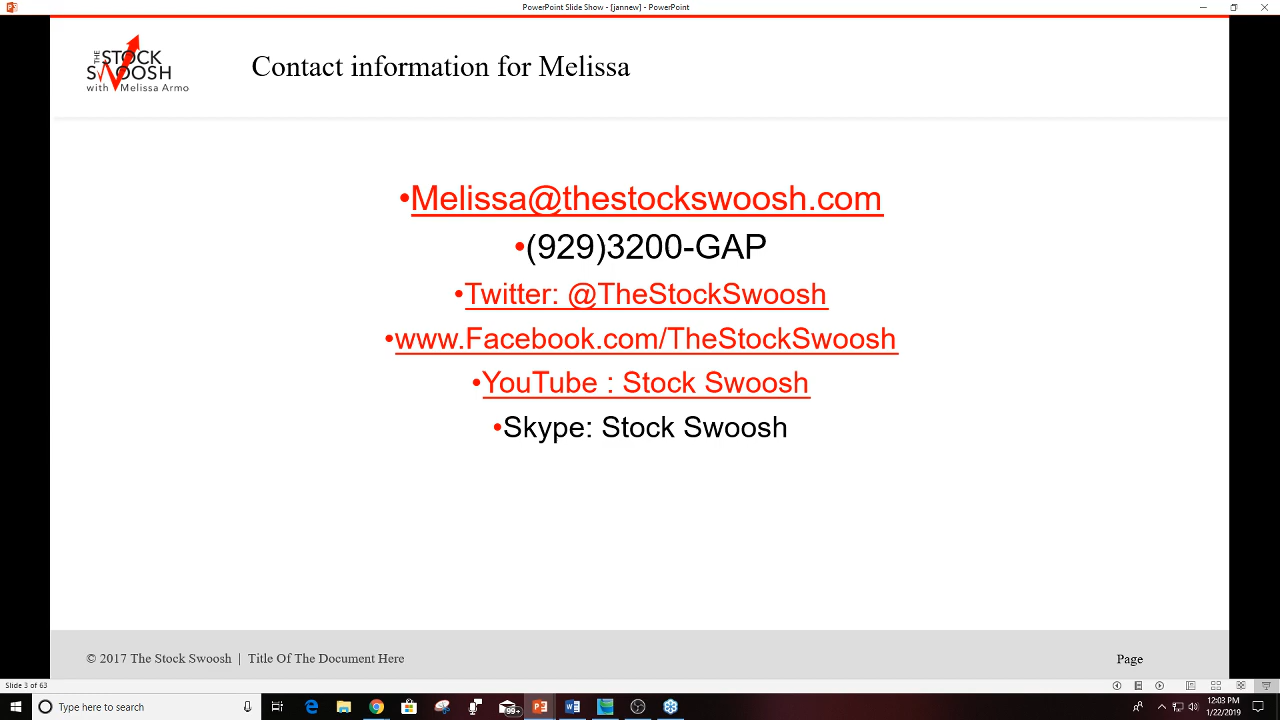 PowerPoint Slide Show - [jannew] - PowerPoint
THE
STOCK
SWOOSH
with Melissa Armo
Contact information for Melissa
•Melissa@thestockswoosh.com
•(929)3200-GAP
•Twitter: @TheStockSwoosh
•www.Facebook.com/TheStockSwoosh
•YouTube : Stock Swoosh
•Skype: Stock Swoosh
© 2017 The Stock Swoosh | Title Of The Document Here
Page
Slide 3 of 63
Type here to search
99+
12:03 PM
1/22/2019